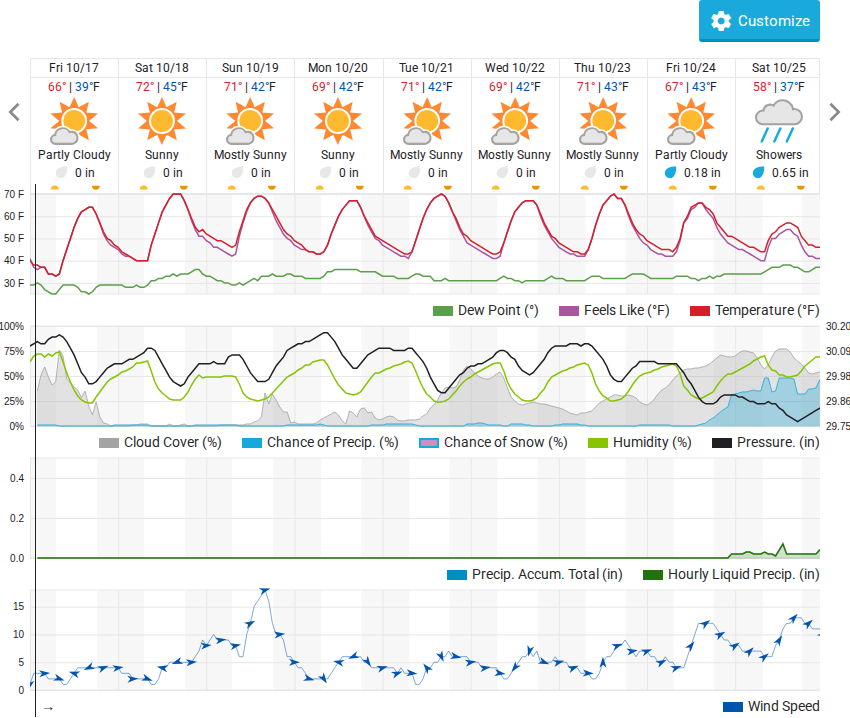 Customize
Fri 10/17 Sat 10/18 Sun 10/19 Mon 10/20 Tue 10/21 Wed 10/22 Thu 10/23 Fri 10/24 Sat 10/25
66° | 39°F 72° | 45°F 71° | 42°F 69° | 42°F 71° | 42°F 69° | 42°F 71° | 43°F 67° | 43°F 58° | 37°F
Partly Cloudy Sunny Mostly Sunny Sunny Mostly Sunny Mostly Sunny Mostly Sunny Partly Cloudy Showers
0 in 0 in 0 in 0 in 0 in 0 in 0 in 0.18 in 0.65 in
70 F
60 F
50 F
40 F
30 F
Dew Point (°) Feels Like (°F) Temperature (°F)
100% 30.20
75% 30.09
50% 29.98
25% 29.86
0% 29.75
Cloud Cover (%) Chance of Precip. (%) Chance of Snow (%) Humidity (%) Pressure. (in)
0.4
0.2
0.0
Precip. Accum. Total (in) Hourly Liquid Precip. (in)
15
10
5
0
→ Wind Speed